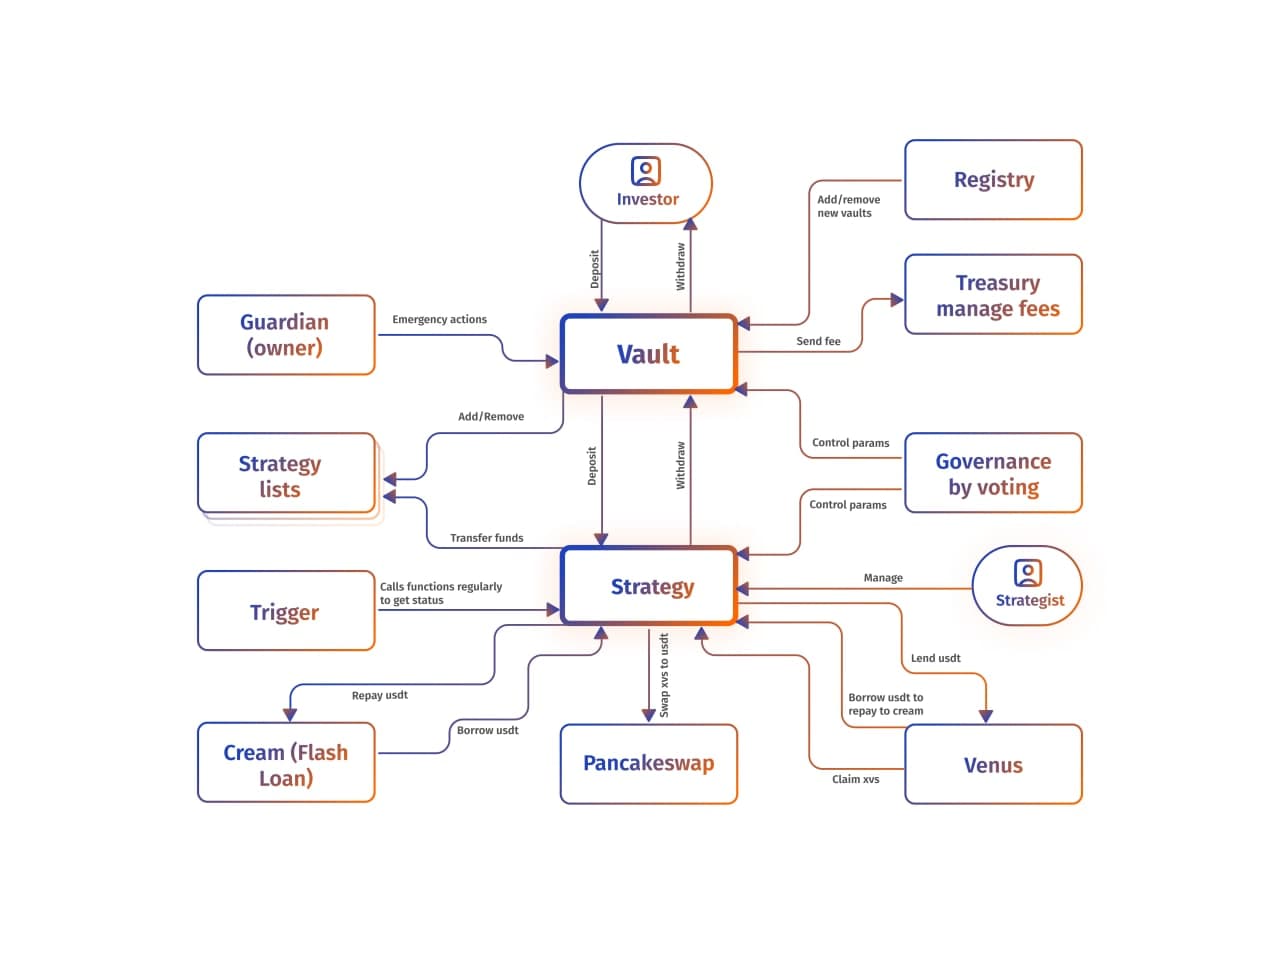 Investor
Registry
Add/remove
new vaults
Deposit
Withdraw
Treasury
manage fees
Guardian
(owner)
Emergency actions
Vault
Send fee
Add/Remove
Control params
Strategy
lists
Deposit
Withdraw
Governance
by voting
Control params
Transfer funds
Trigger
Calls functions regularly
to get status
Strategy
Manage
Strategist
Lend usdt
Repay usdt
Borrow usdt
Swap xvs to usdt
Borrow usdt to
repay to cream
Cream (Flash
Loan)
Pancakeswap
Venus
Claim xvs